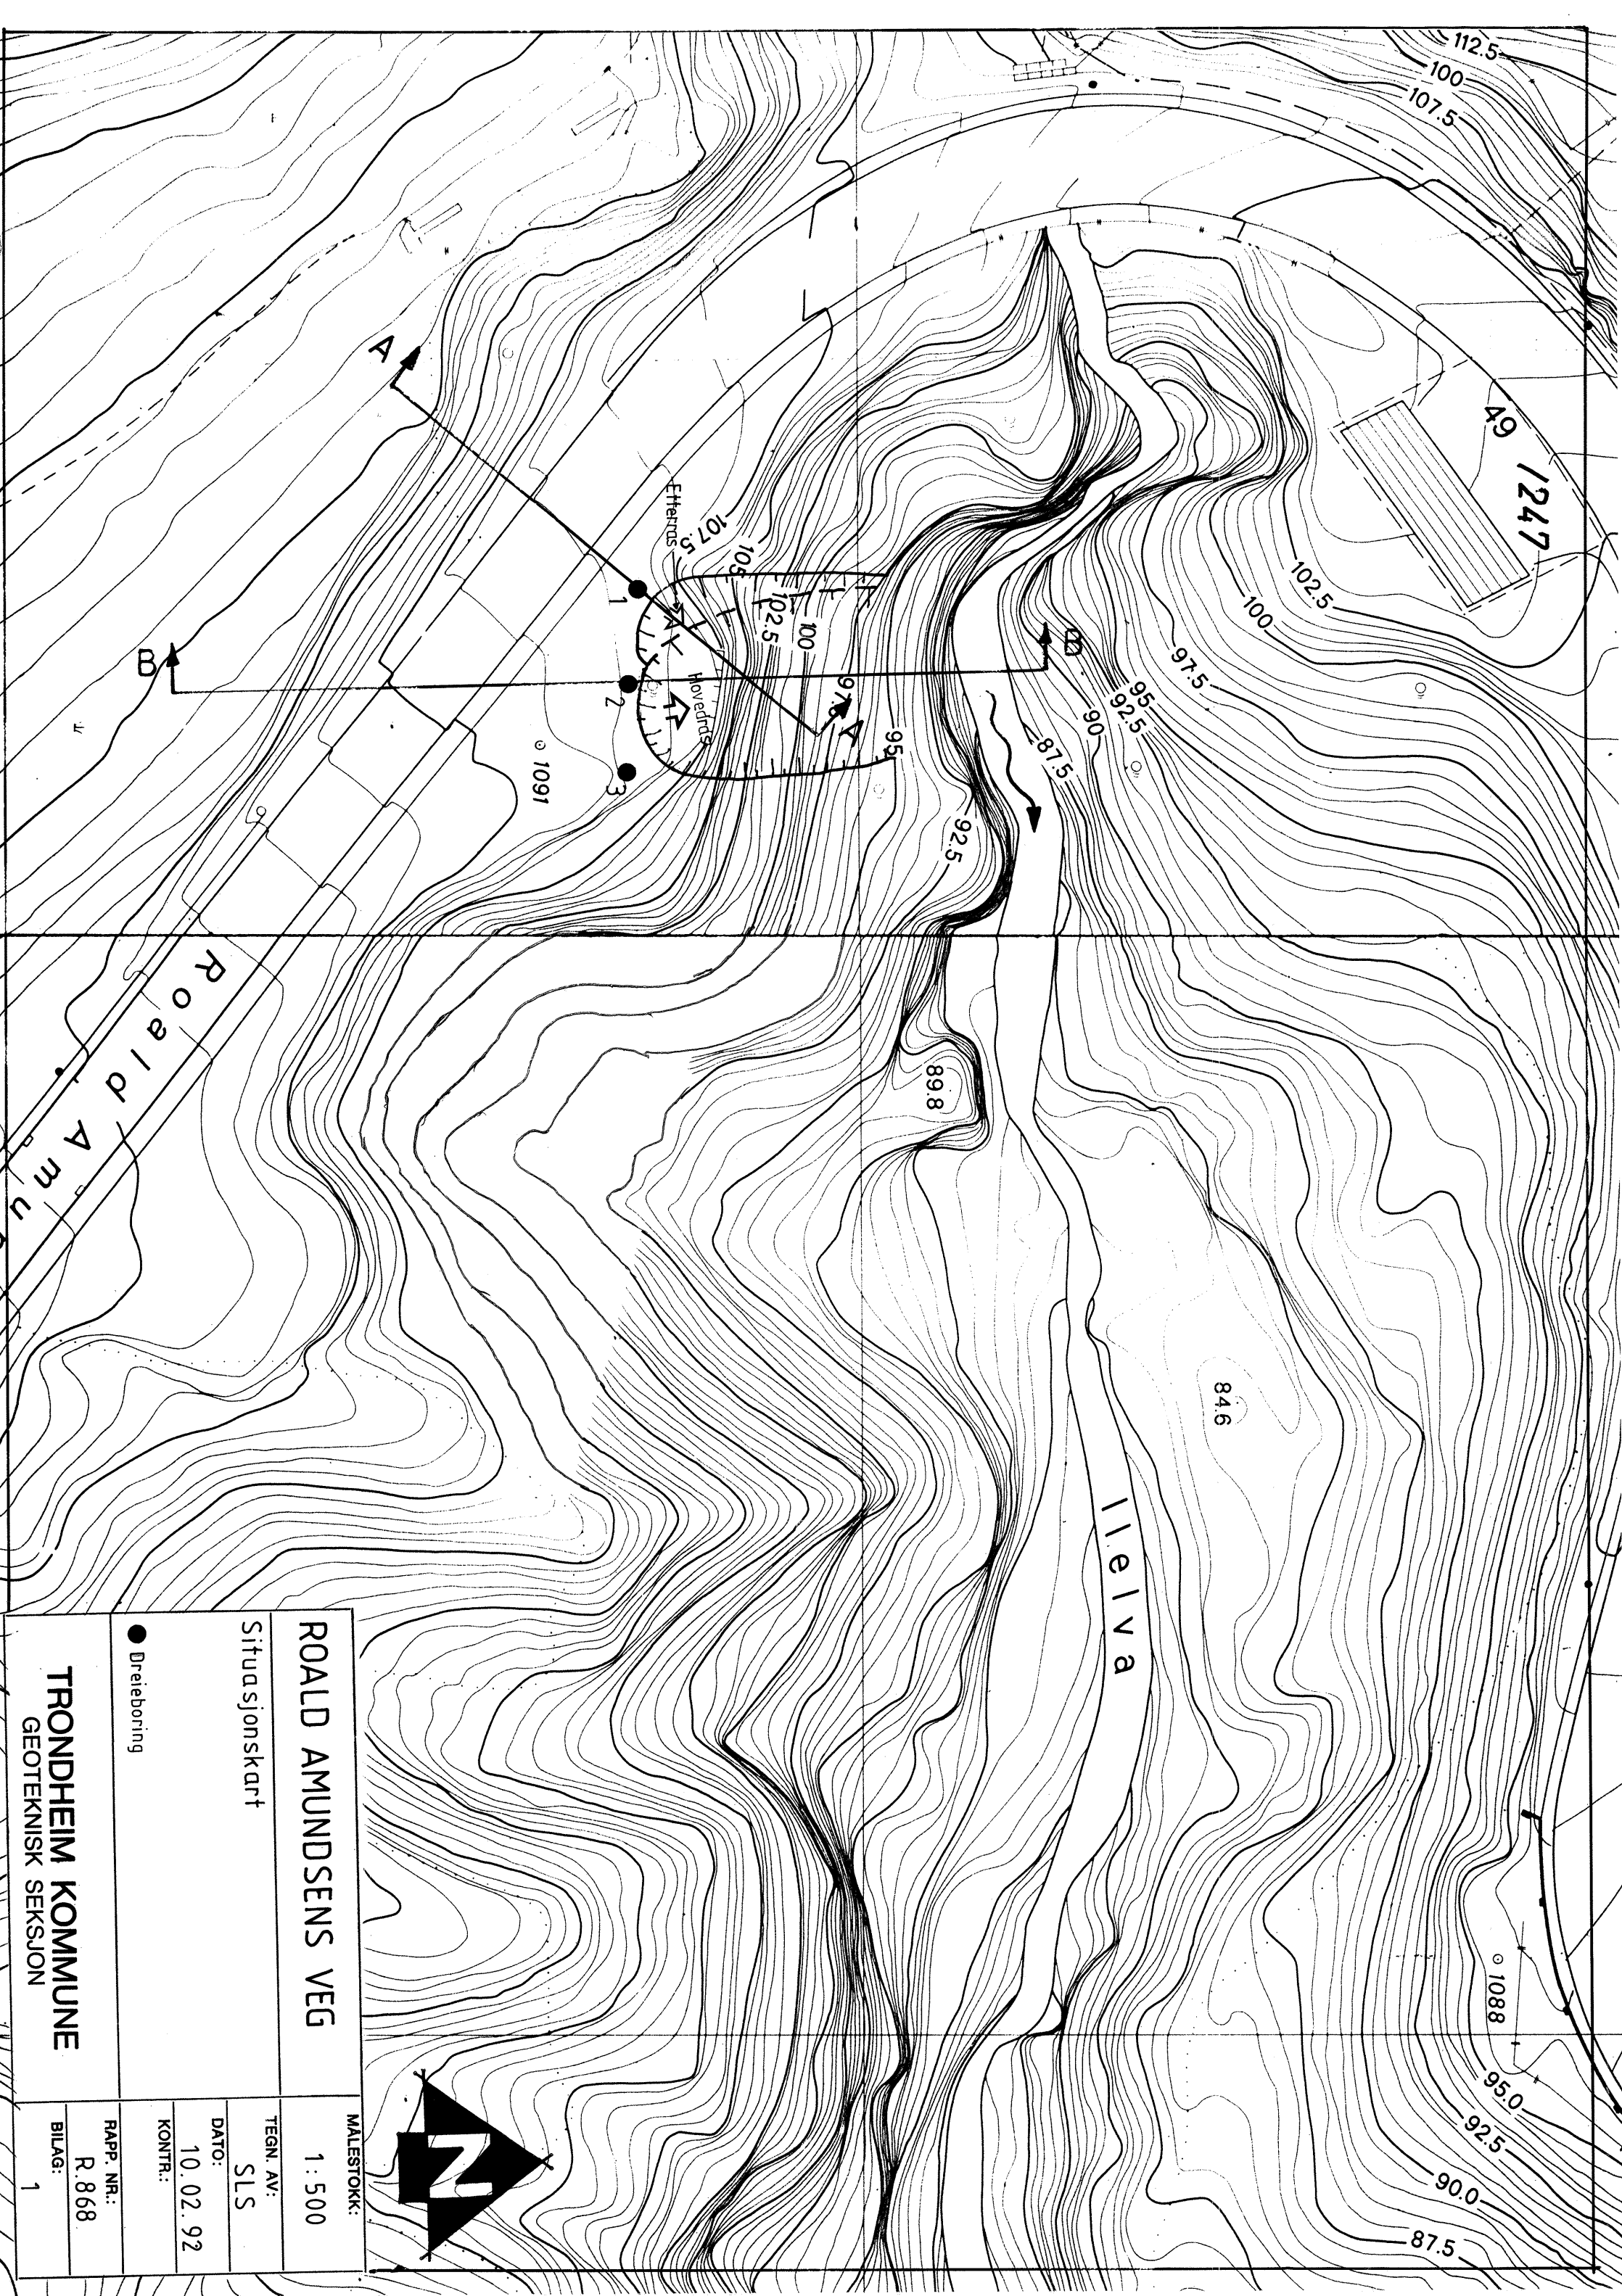 112.5
100
107.5
49
1247
A
Efterras
107.5
105
102.5
100
102.5
100
1
B
B
2
Hovedras
97.5
95
92.5
90
87.5
97.5
A
95
3
1091
92.5
Roald Amu
89.8
84.6
Ilelva
1088
95.0
92.5
90.0
87.5
N
ROALD AMUNDSENS VEG
Situasjonskart
Dreieboring
TRONDHEIM KOMMUNE
GEOTEKNISK SEKSJON
MÅLESTOKK:
1:500
TEGN. AV:
SLS
DATO:
10.02.92
KONTR.:
RAPP. NR.:
R.868
BILAG:
1